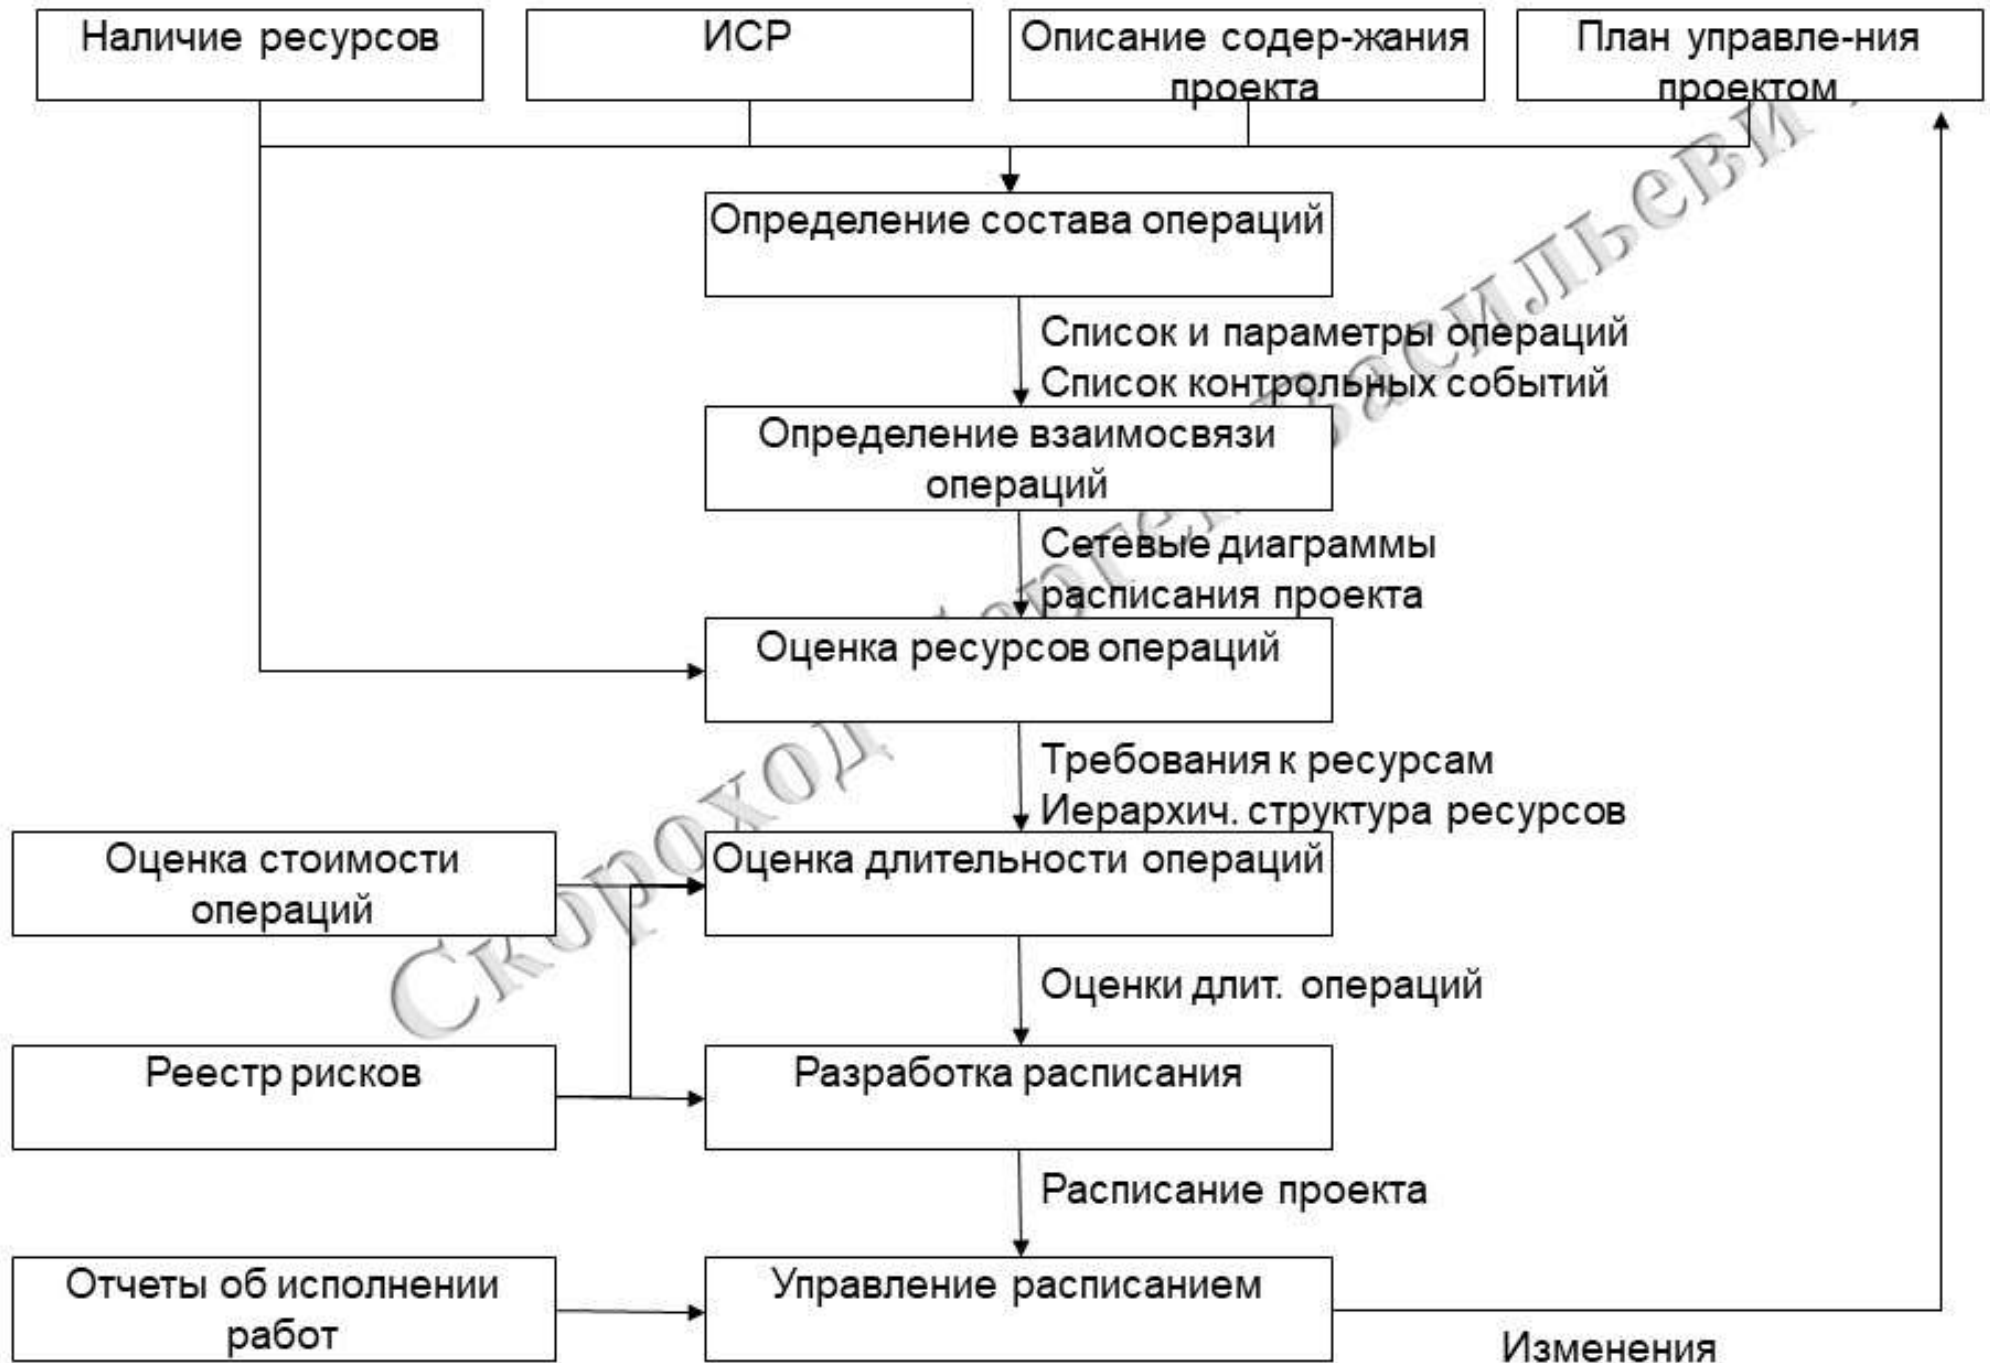 Наличие ресурсов
ИСР
Описание содер-жания
проекта
План управле-ния
проектом
Определение состава операций
Список и параметры операций
Список контрольных событий
Определение взаимосвязи
операций
Сетевые диаграммы
расписания проекта
Оценка ресурсов операций
Требования к ресурсам
Иерархич. структура ресурсов
Оценка стоимости
операций
Оценка длительности операций
Оценки длит. операций
Реестр рисков
Разработка расписания
Расписание проекта
Отчеты об исполнении
работ
Управление расписанием
Изменения